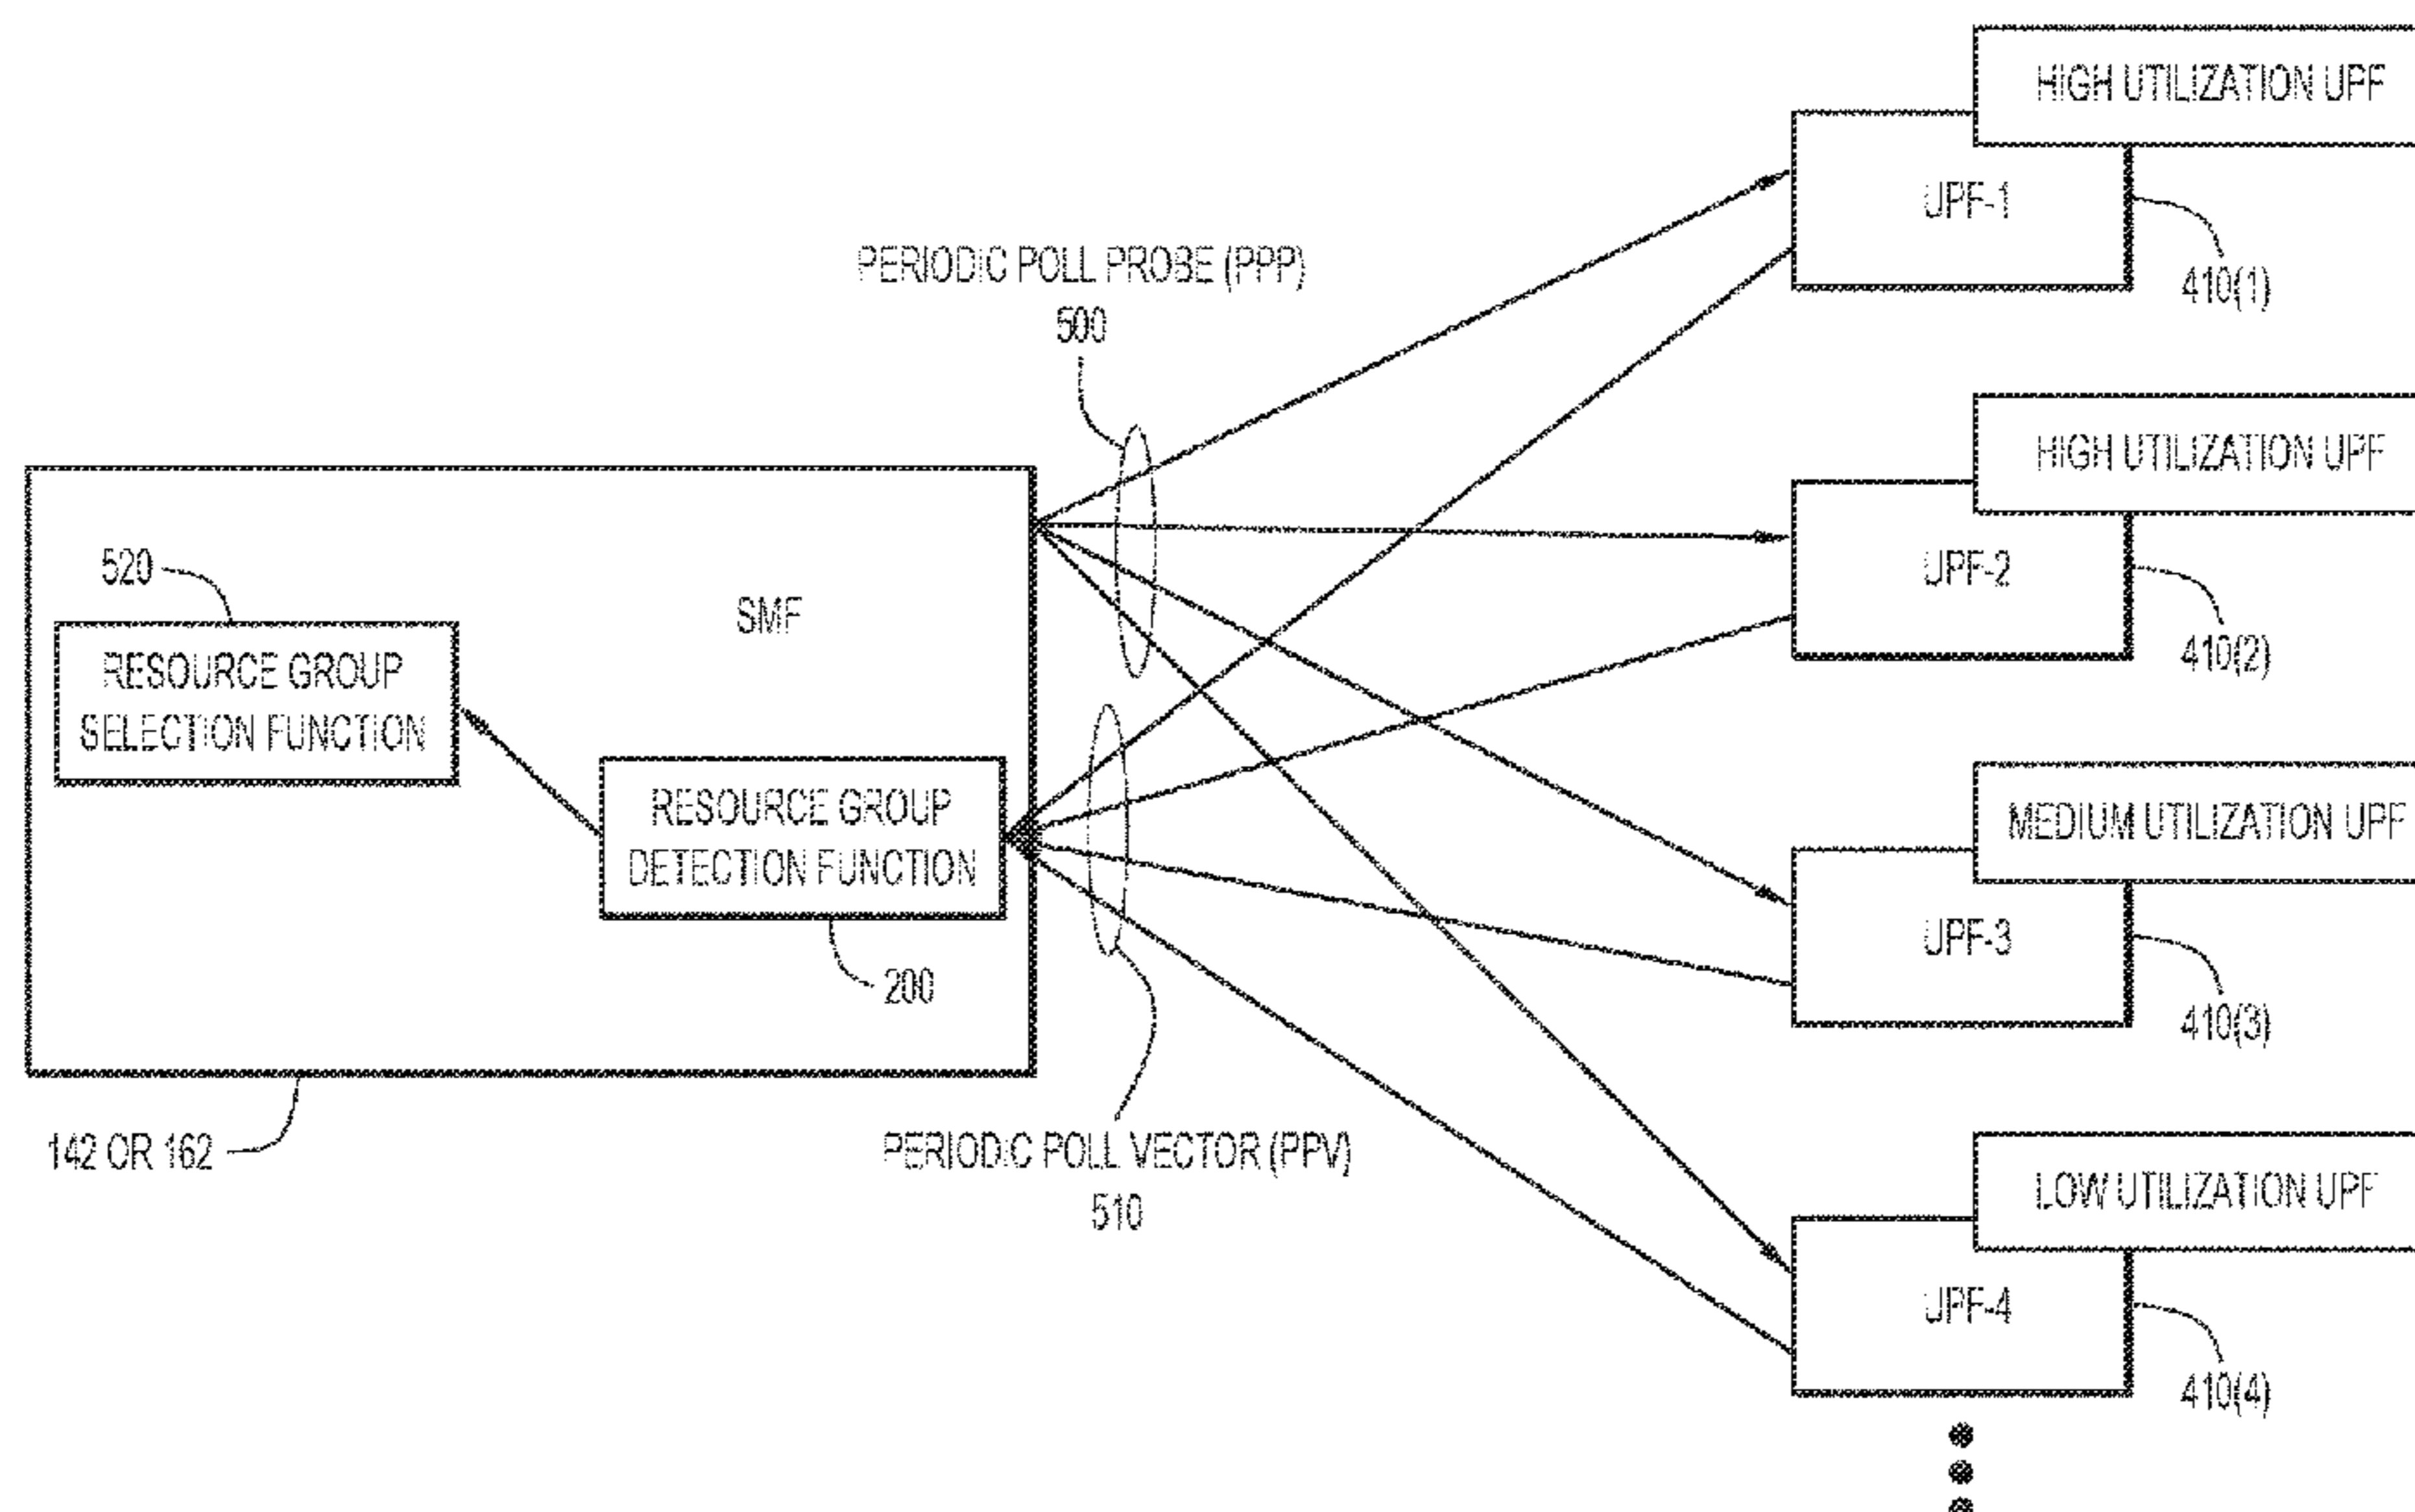 HIGH UTILIZATION UPF
UPF-1
410(1)
PERIODIC POLL PROBE (PPP)
500
HIGH UTILIZATION UPF
UPF-2
410(2)
520
SMF
RESOURCE GROUP
SELECTION FUNCTION
RESOURCE GROUP
DETECTION FUNCTION
200
MEDIUM UTILIZATION UPF
UPF-3
410(3)
142 OR 162
PERIODIC POLL VECTOR (PPV)
510
LOW UTILIZATION UPF
UPF-4
410(4)